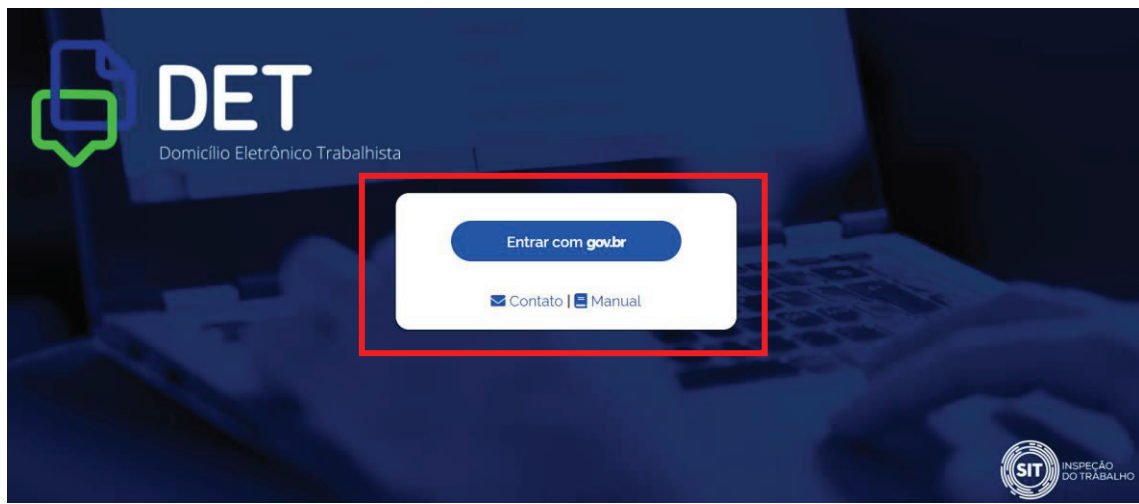 DET
Domicílio Eletrônico Trabalhista
Entrar com gov.br
Contato | Manual
SIT
INSPEÇÃO
DO TRABALHO